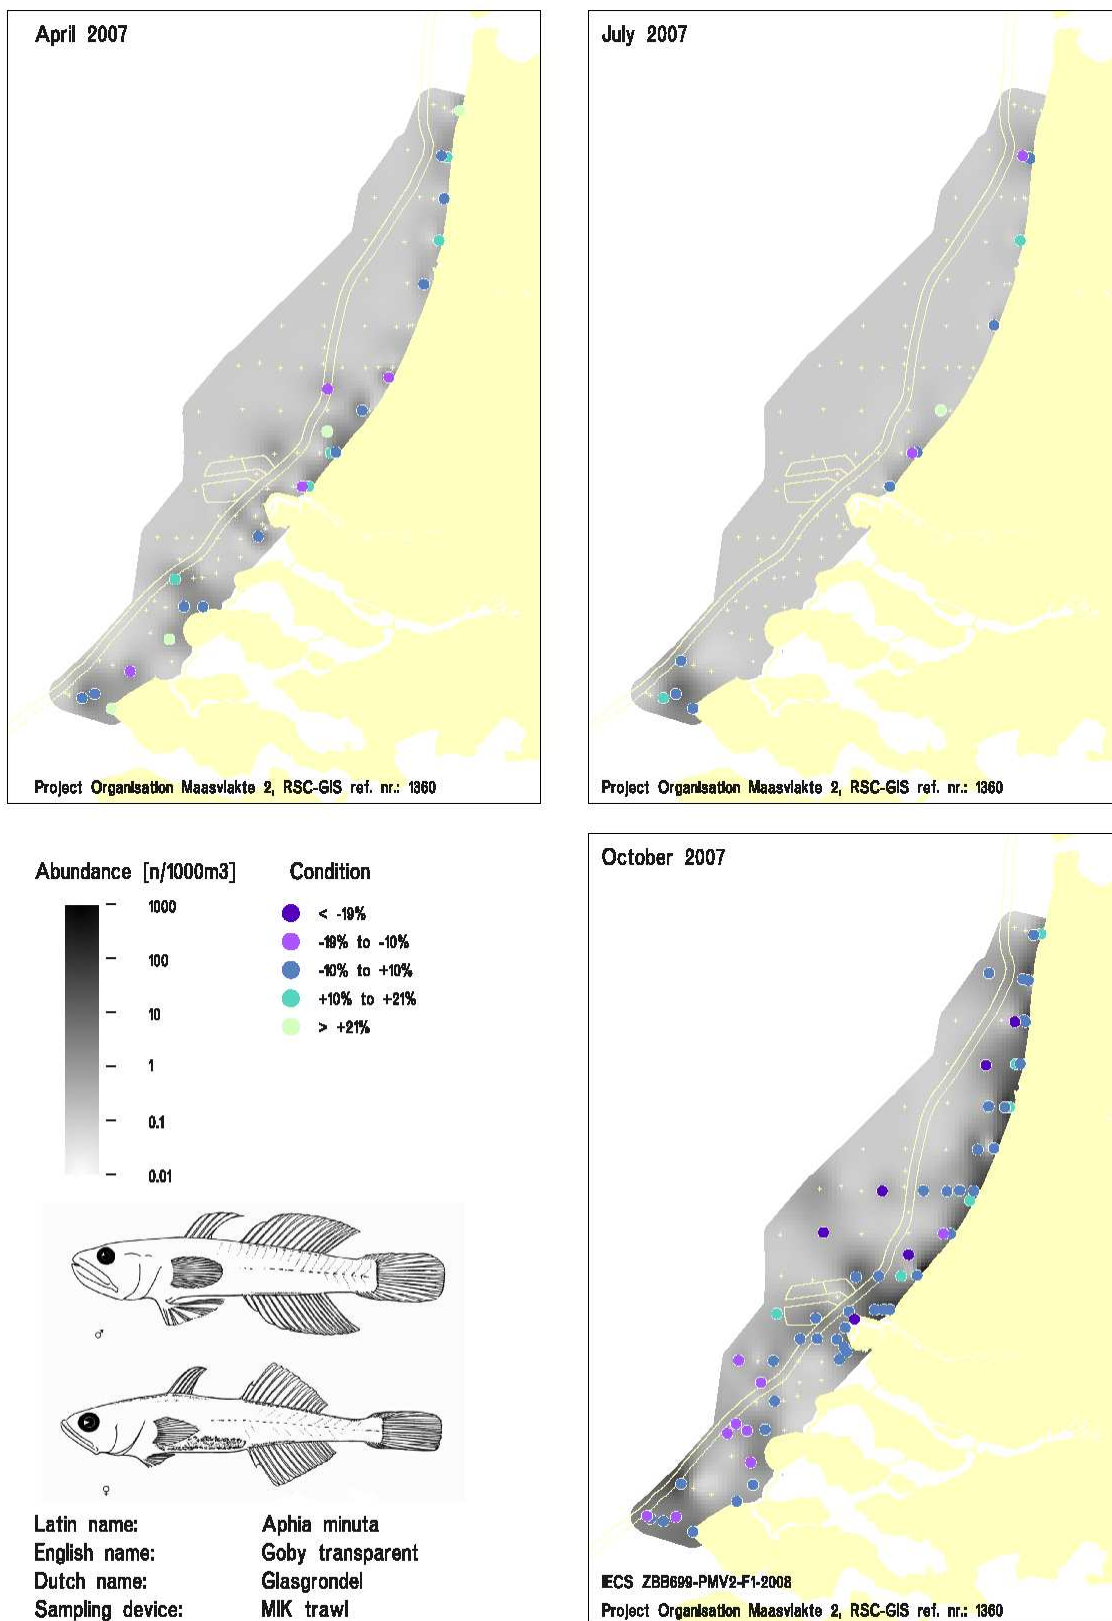 April 2007
Project Organisation Maasvlakte 2, RSC-GIS ref. nr.: 1360
July 2007
Project Organisation Maasvlakte 2, RSC-GIS ref. nr.: 1360
Abundance [n/1000m3]
1000
100
10
1
0.1
0.01
Condition
< -19%
-19% to -10%
-10% to +10%
+10% to +21%
> +21%
♂
♀
Latin name: Aphia minuta
English name: Goby transparent
Dutch name: Glasgrondel
Sampling device: MIK trawl
October 2007
IECS ZBB699-PMV2-F1-2008
Project Organisation Maasvlakte 2, RSC-GIS ref. nr.: 1360